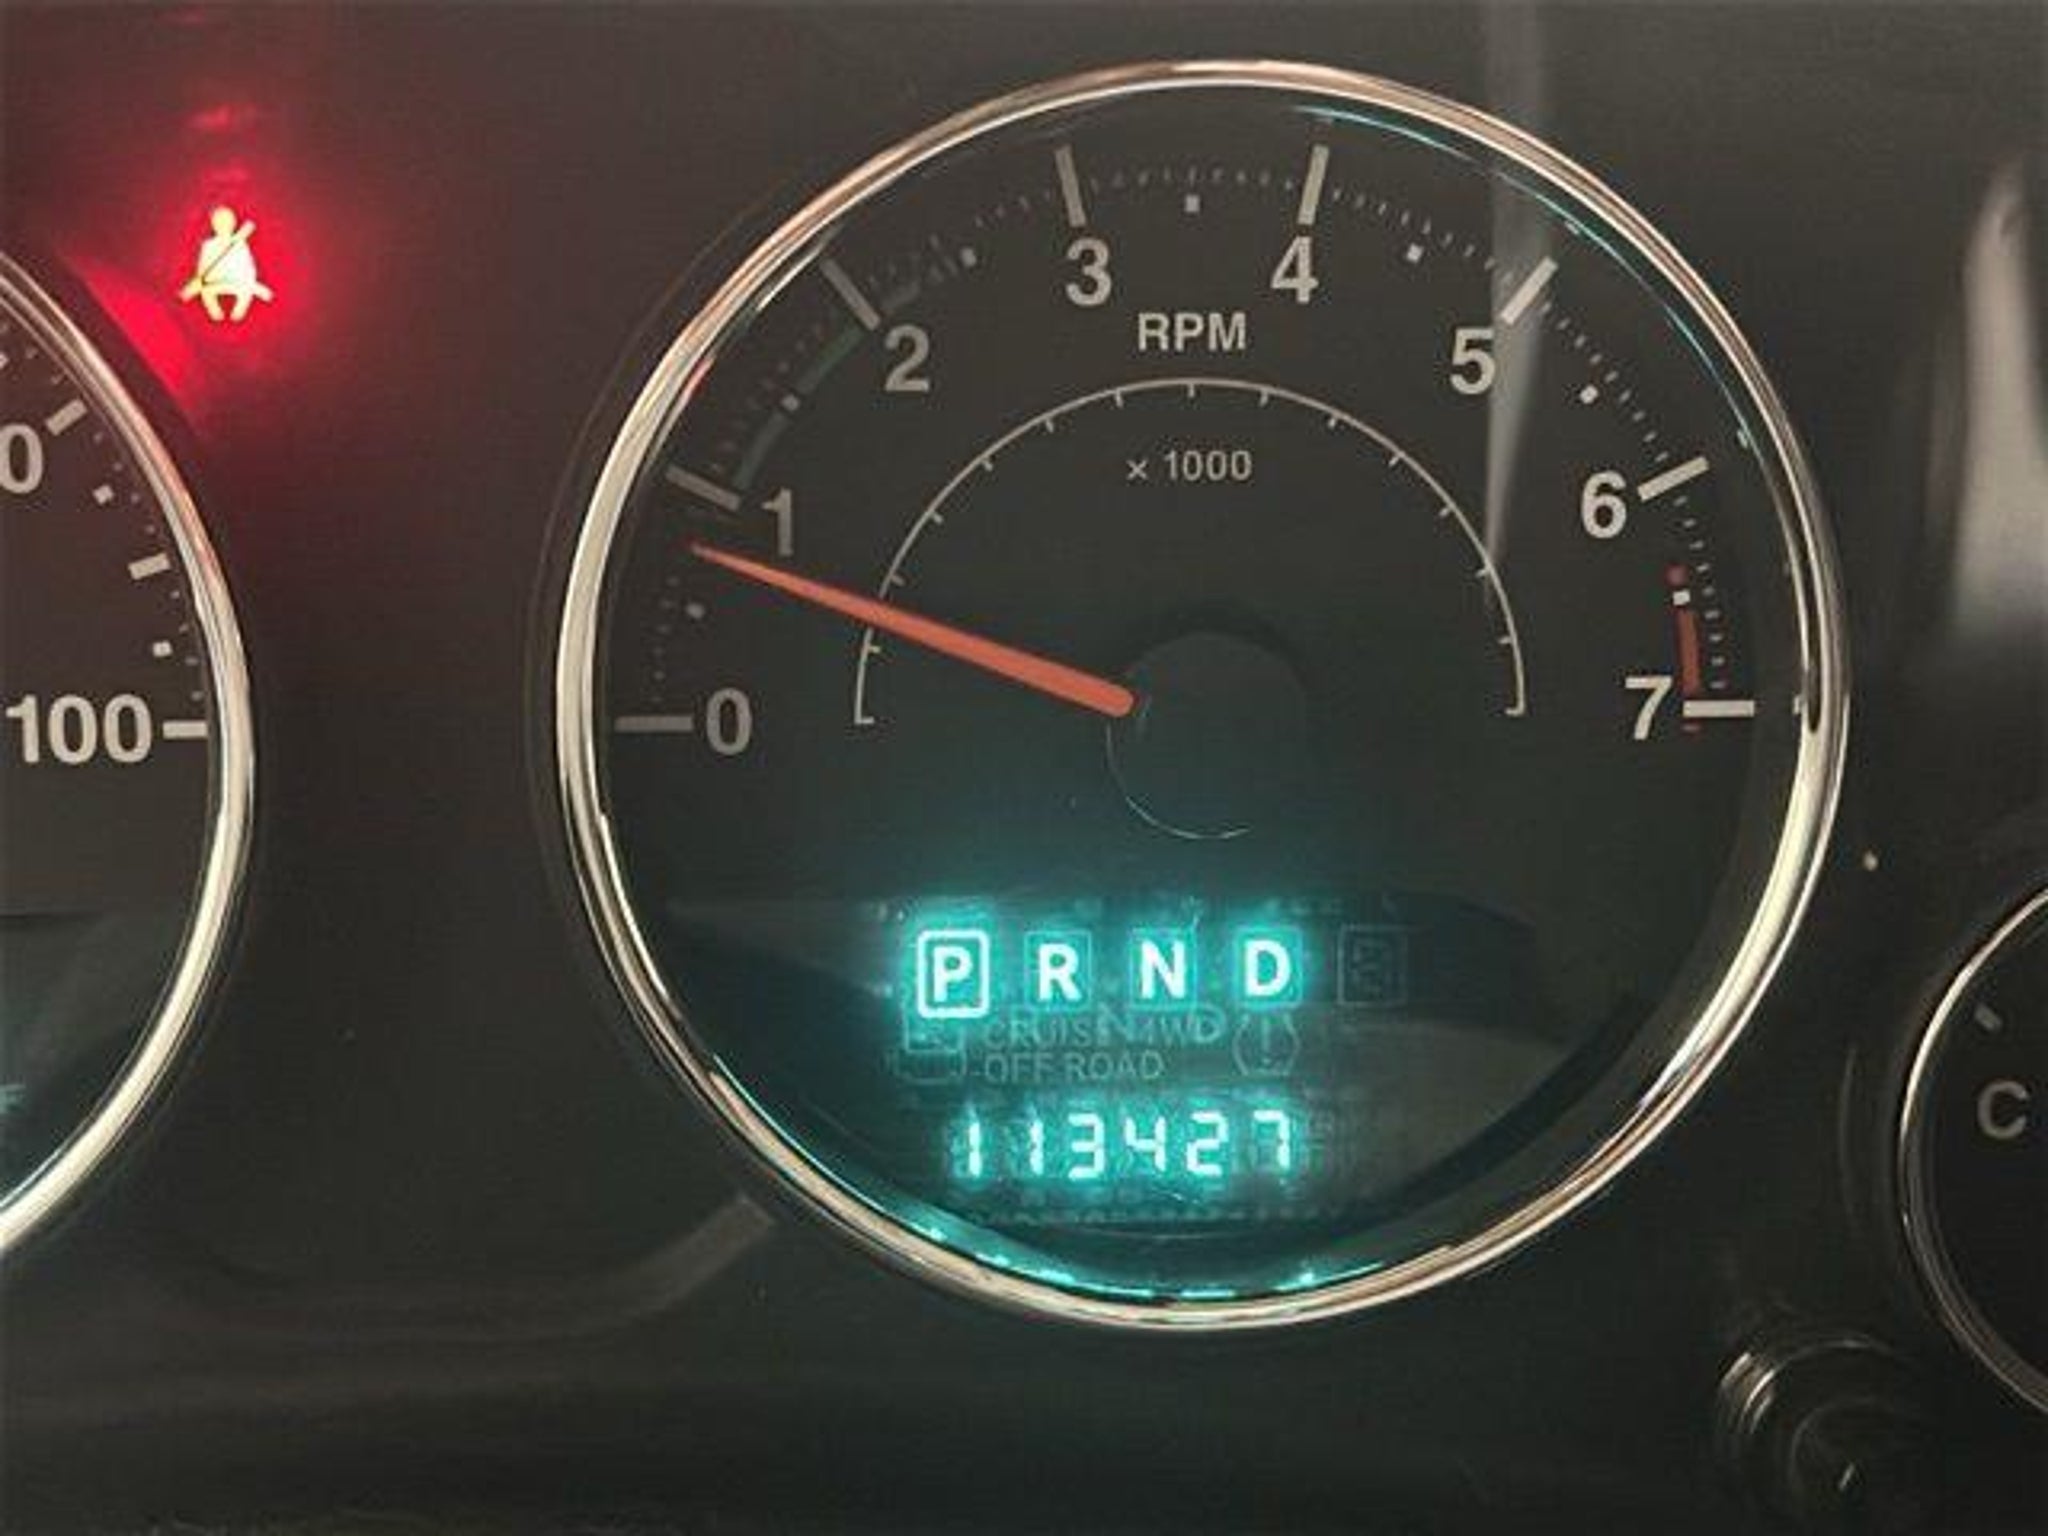 3 4
RPM
2 5
× 1000
1 6
0 7
100
P R N D
CRUISE 4WD
OFF ROAD
113427
C